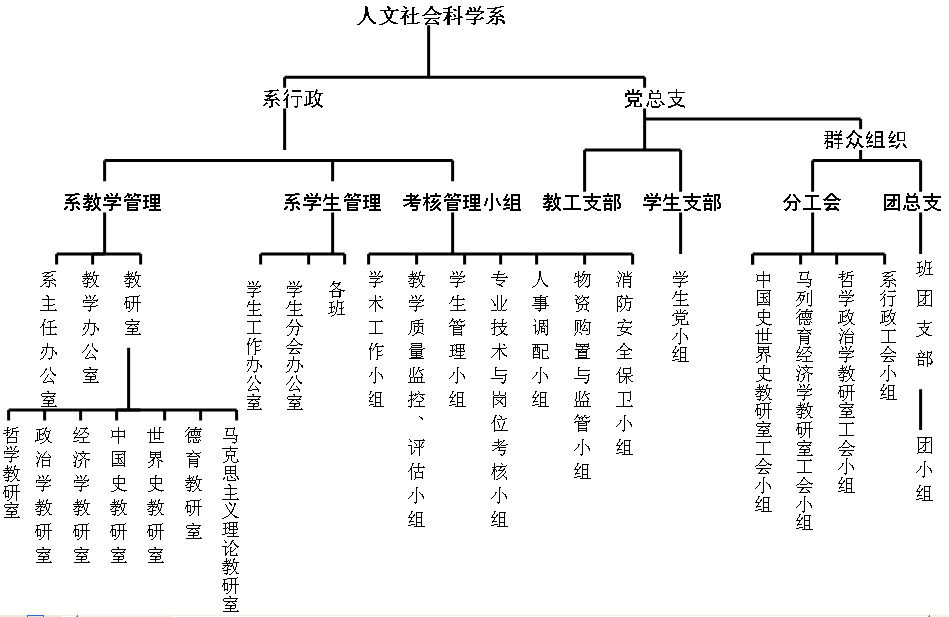 人文社会科学系
系行政
党总支
群众组织
系教学管理
系学生管理
考核管理小组
教工支部
学生支部
分工会
团总支
系主任办公室
教学办公室
教研室
学生工作办公室
学生分会办公室
各班
学术工作小组
教学质量监控、评估小组
学生管理小组
专业技术与岗位考核小组
人事调配小组
物资购置与监管小组
消防安全保卫小组
学生党小组
中国史世界史教研室工会小组
马列德育经济学教研室工会小组
哲学政治学教研室工会小组
系行政工会小组
班团支部
团小组
哲学教研室
政治学教研室
经济学教研室
中国史教研室
世界史教研室
德育教研室
马克思主义理论教研室